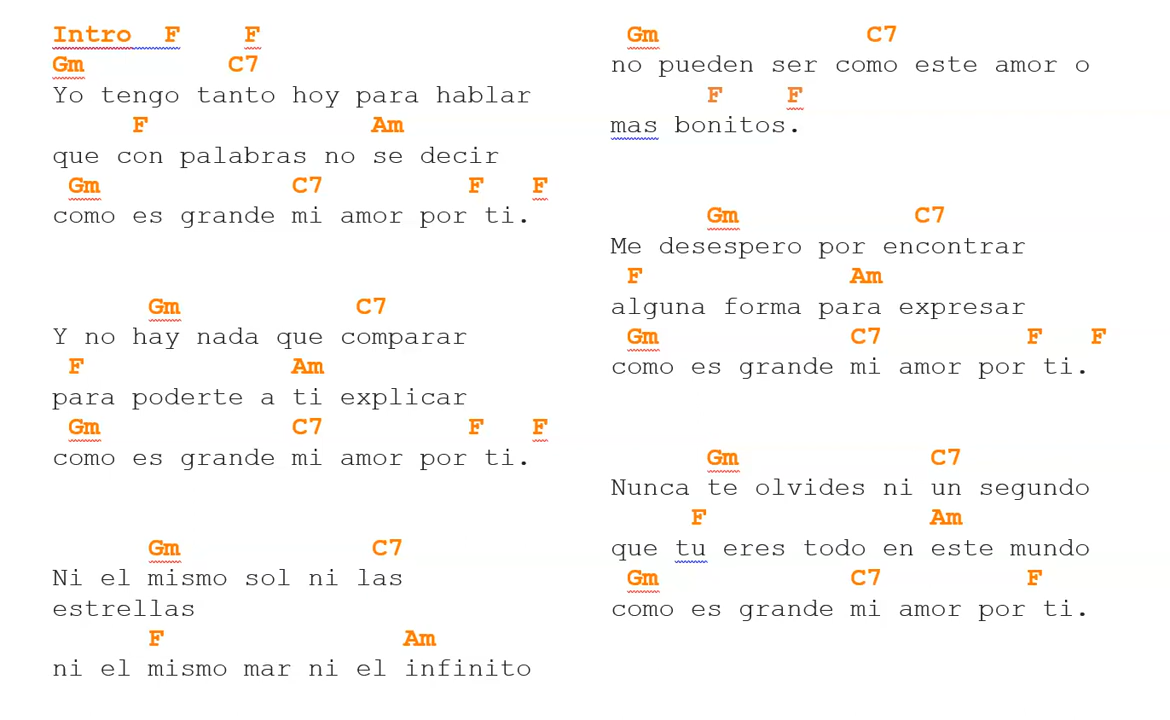 Intro  F    F
Gm         C7
Yo tengo tanto hoy para hablar
     F              Am
que con palabras no se decir
 Gm            C7         F   F
como es grande mi amor por ti.
      Gm           C7
Y no hay nada que comparar
 F             Am
para poderte a ti explicar
 Gm            C7         F   F
como es grande mi amor por ti.
      Gm            C7
Ni el mismo sol ni las
estrellas
      F               Am
ni el mismo mar ni el infinito
 Gm             C7
no pueden ser como este amor o
      F    F
mas bonitos.
      Gm           C7
Me desespero por encontrar
 F             Am
alguna forma para expresar
 Gm            C7         F   F
como es grande mi amor por ti.
      Gm            C7
Nunca te olvides ni un segundo
     F              Am
que tu eres todo en este mundo
 Gm            C7         F
como es grande mi amor por ti.